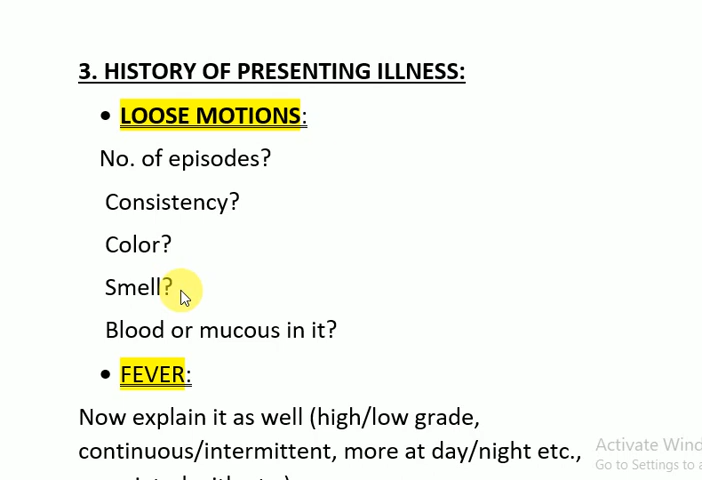 3. HISTORY OF PRESENTING ILLNESS:
• LOOSE MOTIONS:
No. of episodes?
Consistency?
Color?
Smell?
Blood or mucous in it?
• FEVER:
Now explain it as well (high/low grade,
continuous/intermittent, more at day/night etc.,
Activate Wind
Go to Settings to a